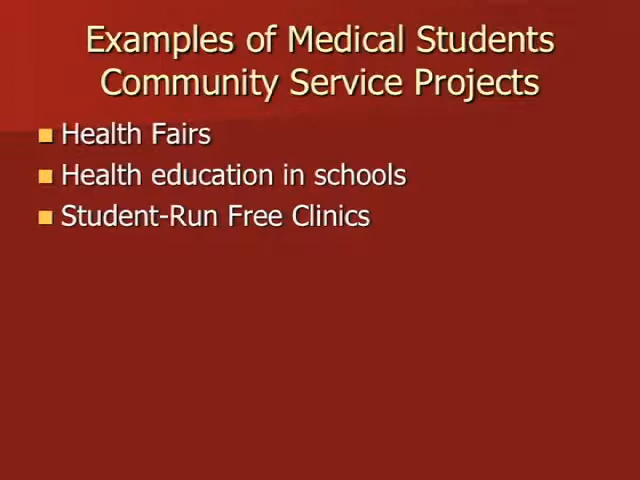 Examples of Medical Students
Community Service Projects
Health Fairs
Health education in schools
Student-Run Free Clinics